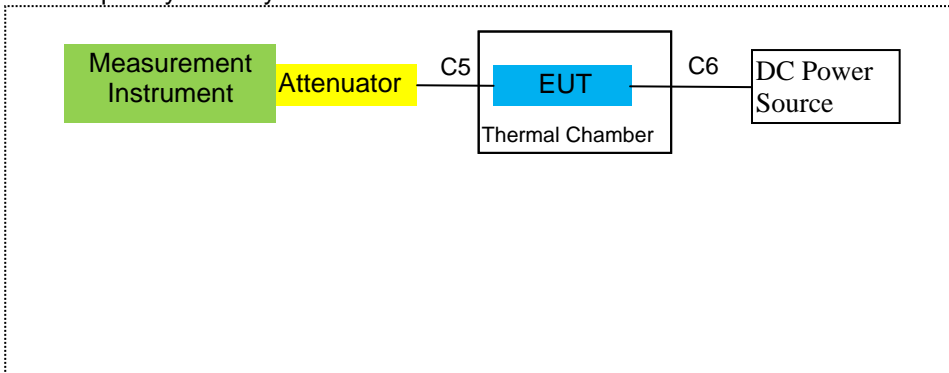 Measurement
Instrument
Attenuator
C5
EUT
Thermal Chamber
C6
DC Power
Source